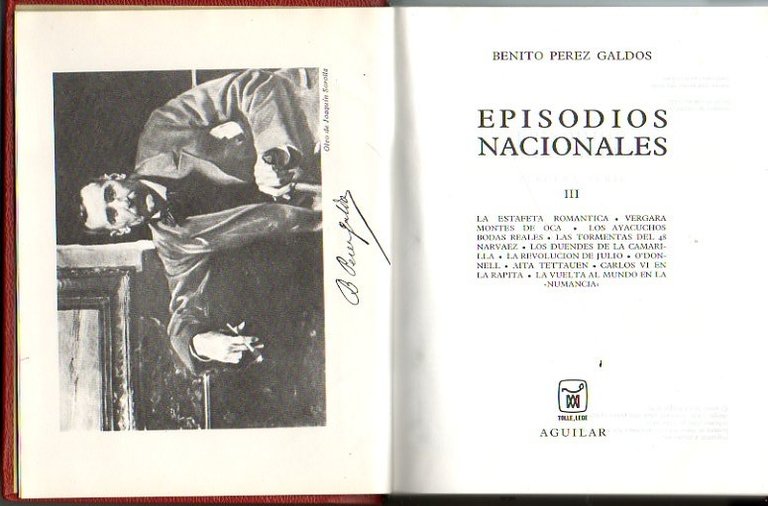 Oleo de Joaquín Sorolla
B Perez Galdos
BENITO PEREZ GALDOS
EPISODIOS
NACIONALES
III
LA ESTAFETA ROMANTICA • VERGARA
MONTES DE OCA • LOS AYACUCHOS
BODAS REALES • LAS TORMENTAS DEL 48
NARVAEZ • LOS DUENDES DE LA CAMARI-
LLA • LA REVOLUCION DE JULIO • O'DON-
NELL • AITA TETTAUEN • CARLOS VI EN
LA RAPITA • LA VUELTA AL MUNDO EN LA
«NUMANCIA»
TOLLE, LEGE
AGUILAR